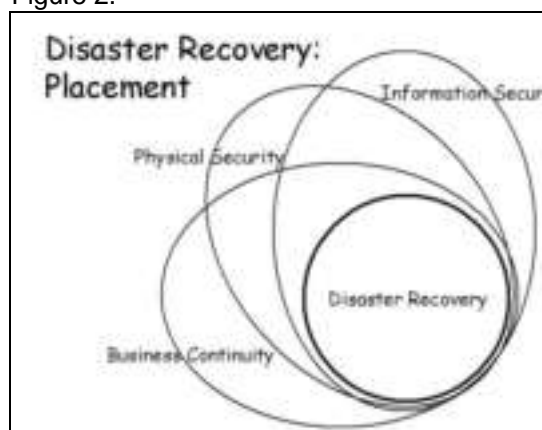 Figure 2.
Disaster Recovery:
Placement
Information Secur
Physical Security
Disaster Recovery
Business Continuity